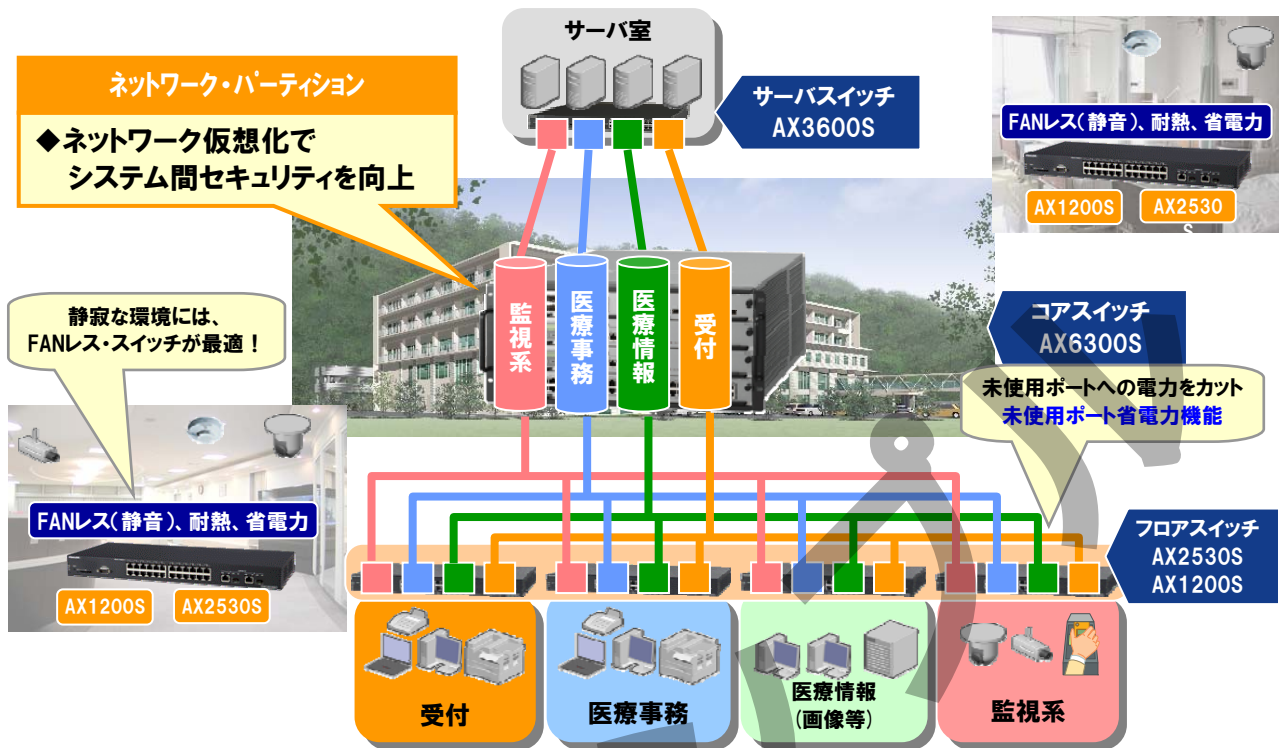 サーバ室
ネットワーク・パーティション
◆ネットワーク仮想化で
システム間セキュリティを向上
サーバスイッチ
AX3600S
FANレス(静音)、耐熱、省電力
AX1200S
AX2530
S
監視系
医療事務
医療情報
受付
コアスイッチ
AX6300S
静寂な環境には、
FANレス・スイッチが最適！
未使用ポートへの電力をカット
未使用ポート省電力機能
FANレス(静音)、耐熱、省電力
AX1200S
AX2530S
フロアスイッチ
AX2530S
AX1200S
受付
医療事務
医療情報
(画像等)
監視系